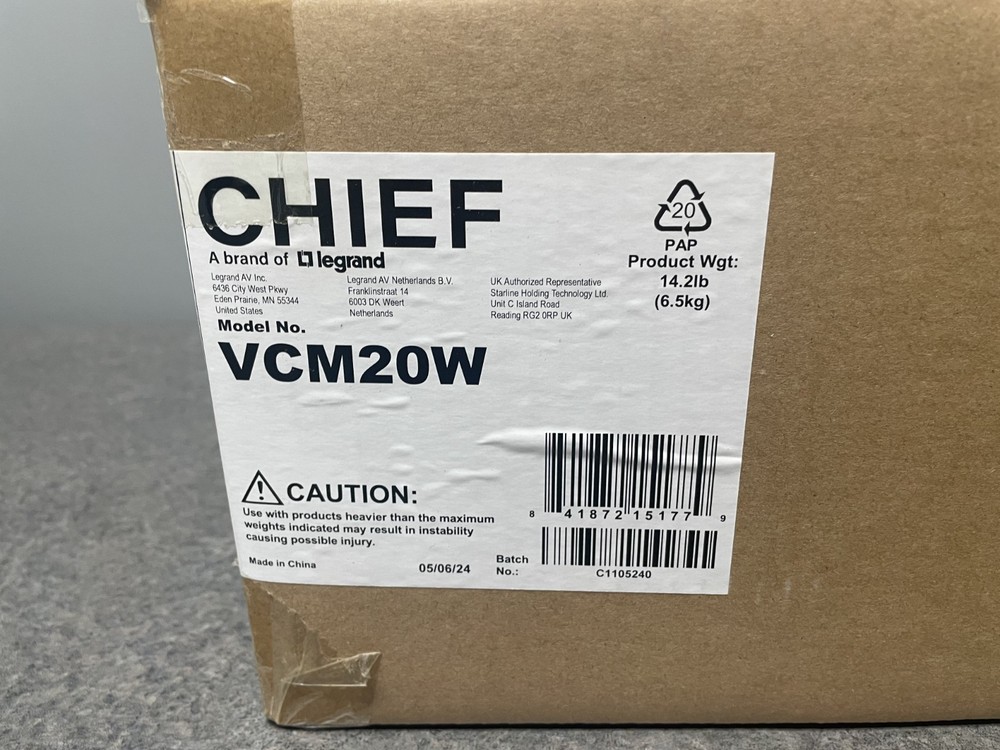 CHIEF
A brand of legrand
Legrand AV Inc.
6436 City West Pkwy
Eden Prairie, MN 55344
United States
Legrand AV Netherlands B.V.
Franklinstraat 14
6003 DK Weert
Netherlands
UK Authorized Representative
Starline Holding Technology Ltd.
Unit C Island Road
Reading RG2 0RP UK
20
PAP
Product Wgt:
14.2lb
(6.5kg)
Model No.
VCM20W
CAUTION:
Use with products heavier than the maximum
weights indicated may result in instability
causing possible injury.
Made in China
05/06/24
8 41872 15177 9
Batch
No.:
C1105240